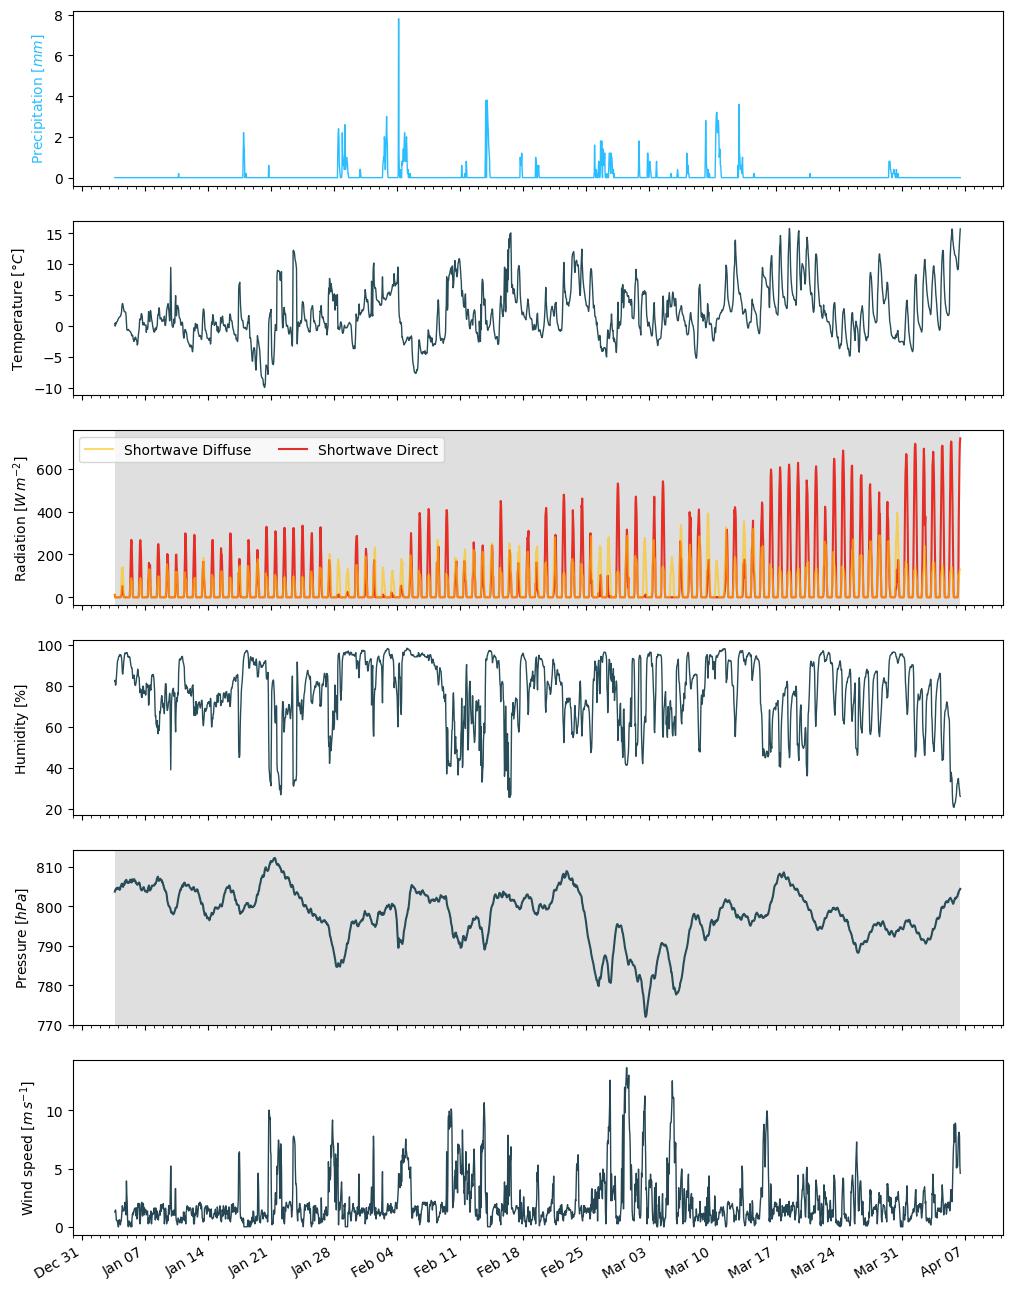 8
6
4
2
0
Precipitation [mm]
15
10
5
0
−5
−10
Temperature [°C]
Shortwave Diffuse
Shortwave Direct
600
400
200
0
Radiation [W m⁻²]
100
80
60
40
20
Humidity [%]
810
800
790
780
770
Pressure [hPa]
10
5
0
Wind speed [m s⁻¹]
Dec 31
Jan 07
Jan 14
Jan 21
Jan 28
Feb 04
Feb 11
Feb 18
Feb 25
Mar 03
Mar 10
Mar 17
Mar 24
Mar 31
Apr 07